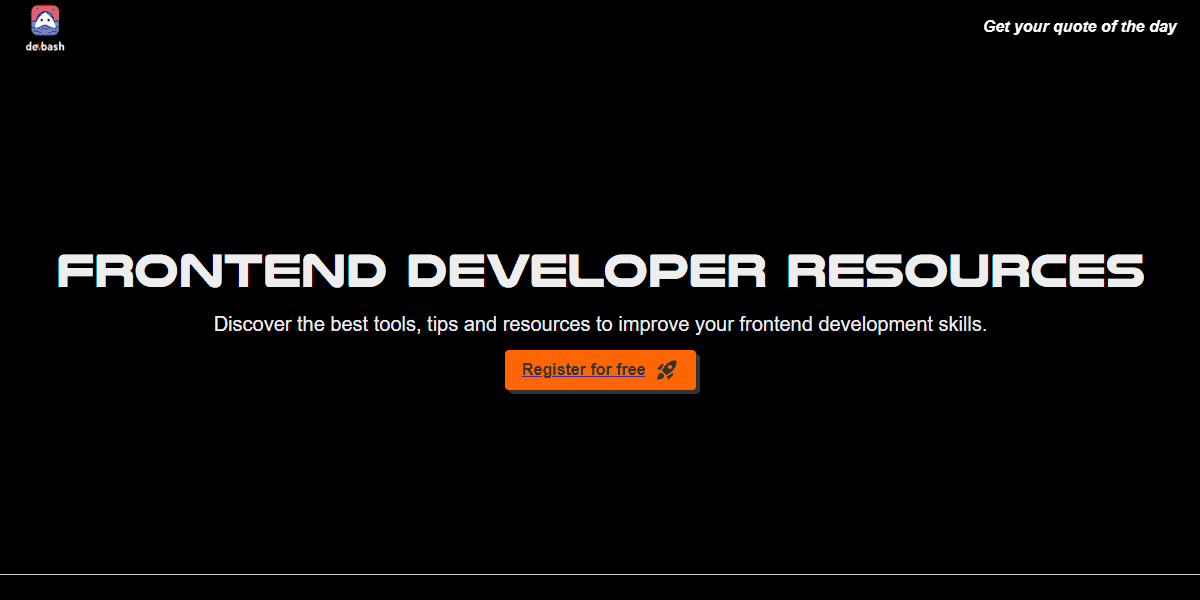 devbash
Get your quote of the day
FRONTEND DEVELOPER RESOURCES
Discover the best tools, tips and resources to improve your frontend development skills.
Register for free